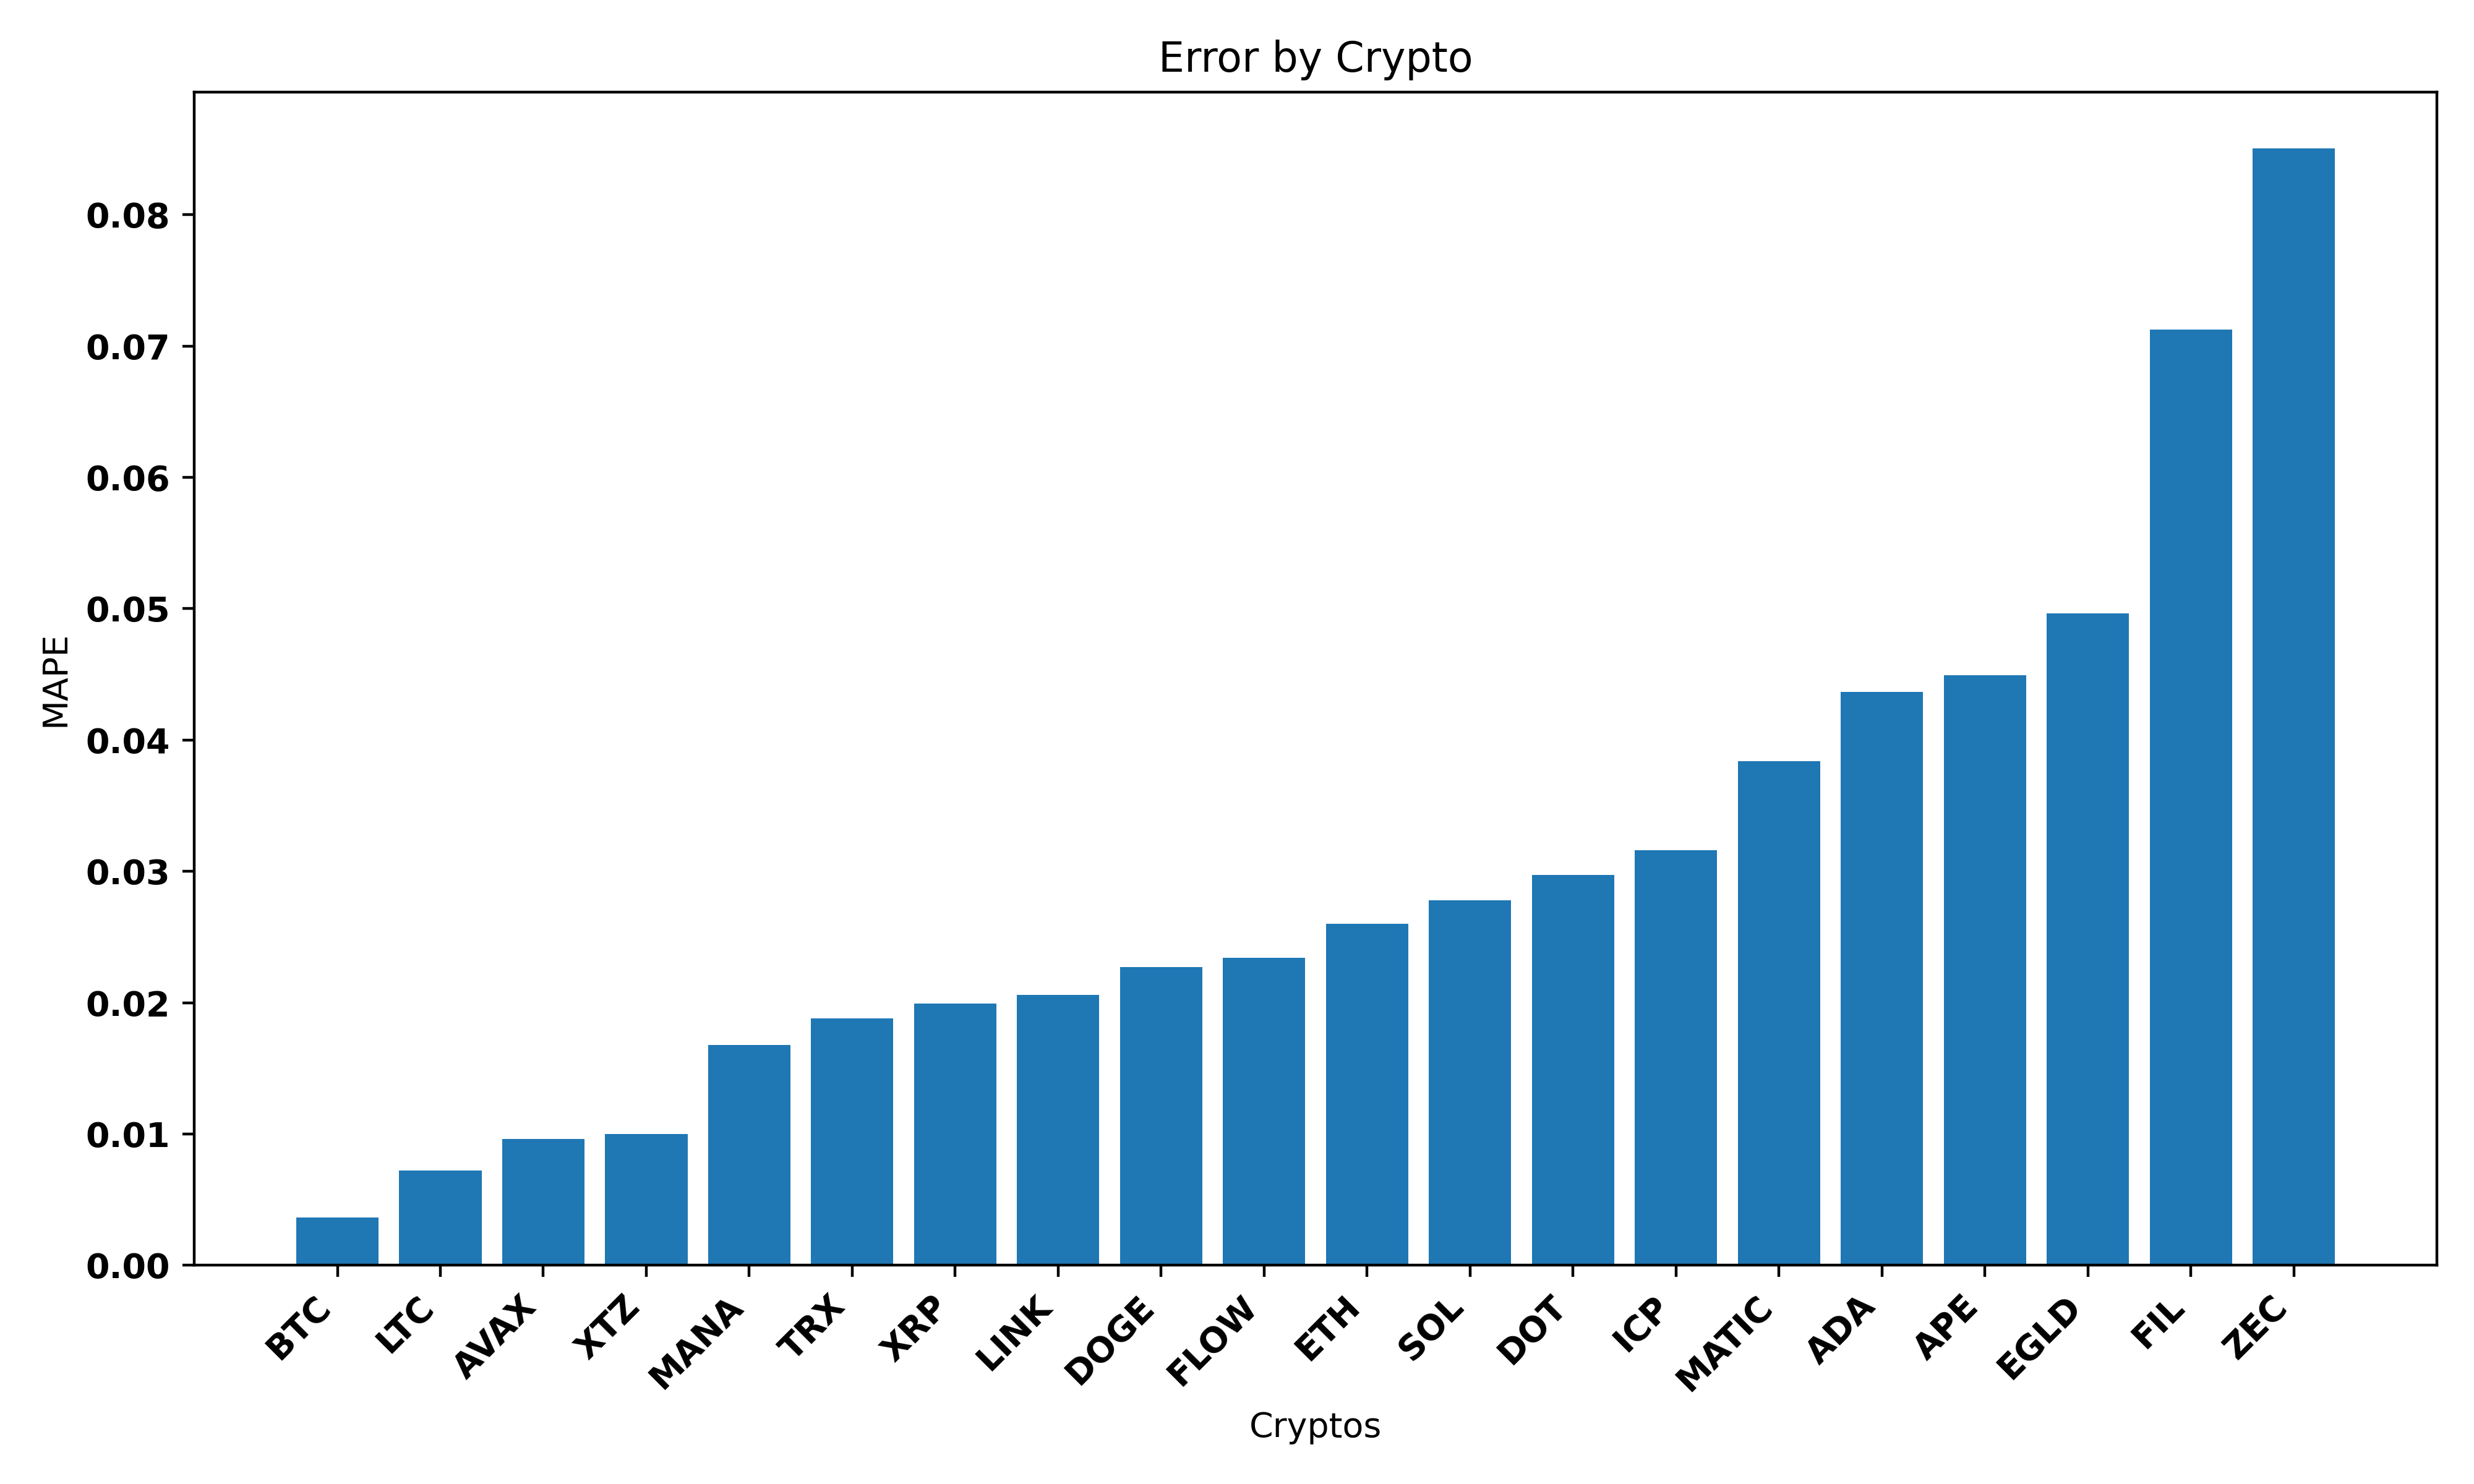 Error by Crypto
MAPE
0.08
0.07
0.06
0.05
0.04
0.03
0.02
0.01
0.00
BTC
LTC
AVAX
XTZ
MANA
TRX
XRP
LINK
DOGE
FLOW
ETH
SOL
DOT
ICP
MATIC
ADA
APE
EGLD
FIL
ZEC
Cryptos